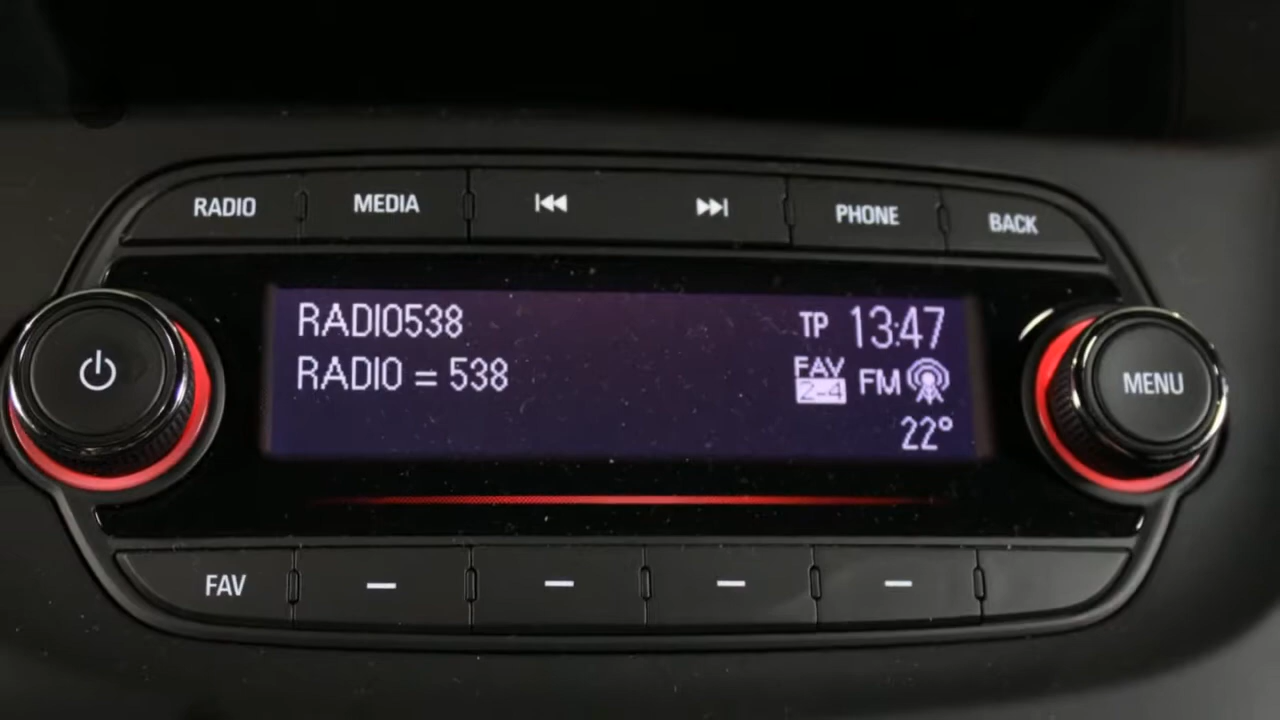 RADIO MEDIA PHONE BACK
RADIO538 TP 13:47
RADIO = 538 FAV 2-4 FM
22°
MENU
FAV